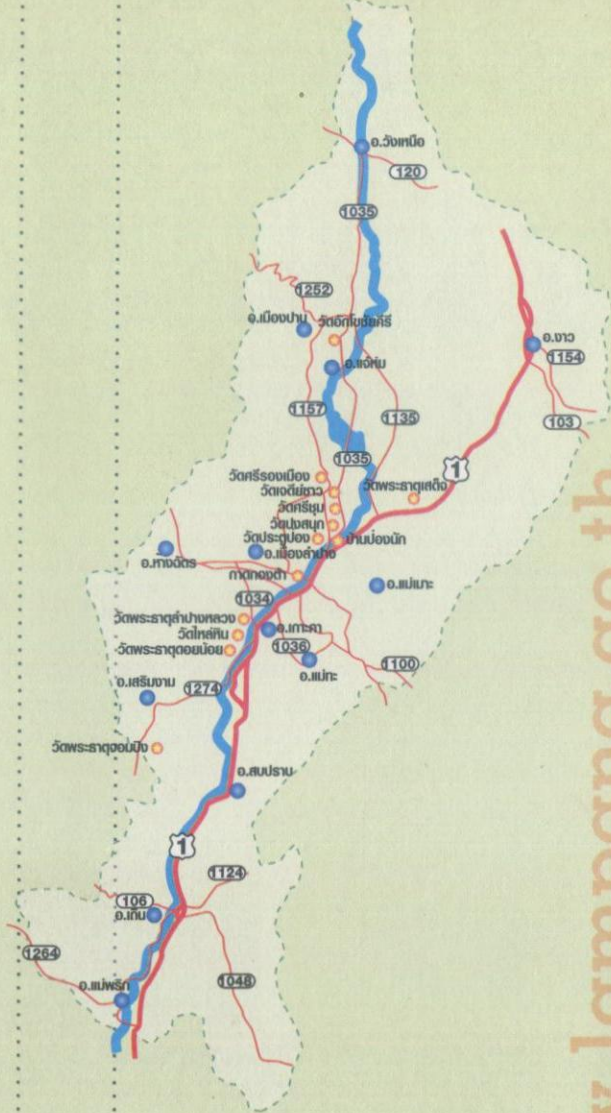 อ.วังเหนือ
120
1035
1252
อ.เมืองปาน
วัดอักโขชัยคีรี
อ.งาว
1154
อ.แจ้ห่ม
1157
1135
103
1035
1
วัดศรีรองเมือง
วัดพระธาตุเสด็จ
วัดเจดีย์ซาว
วัดศรีชุม
วัดปงสนุก
วัดประตูป่อง
บ้านบ่องนัก
อ.เมืองลำปาง
อ.ห้างฉัตร
กาดกองต้า
อ.แม่เมาะ
1034
วัดพระธาตุลำปางหลวง
อ.เกาะคา
วัดไหล่หิน
1036
วัดพระธาตุดอยน้อย
1100
อ.แม่ทะ
อ.เสริมงาม
1274
วัดพระธาตุจอมปิง
อ.สบปราบ
1
1124
106
อ.เถิน
1264
1048
อ.แม่พริก
lampang.go.th